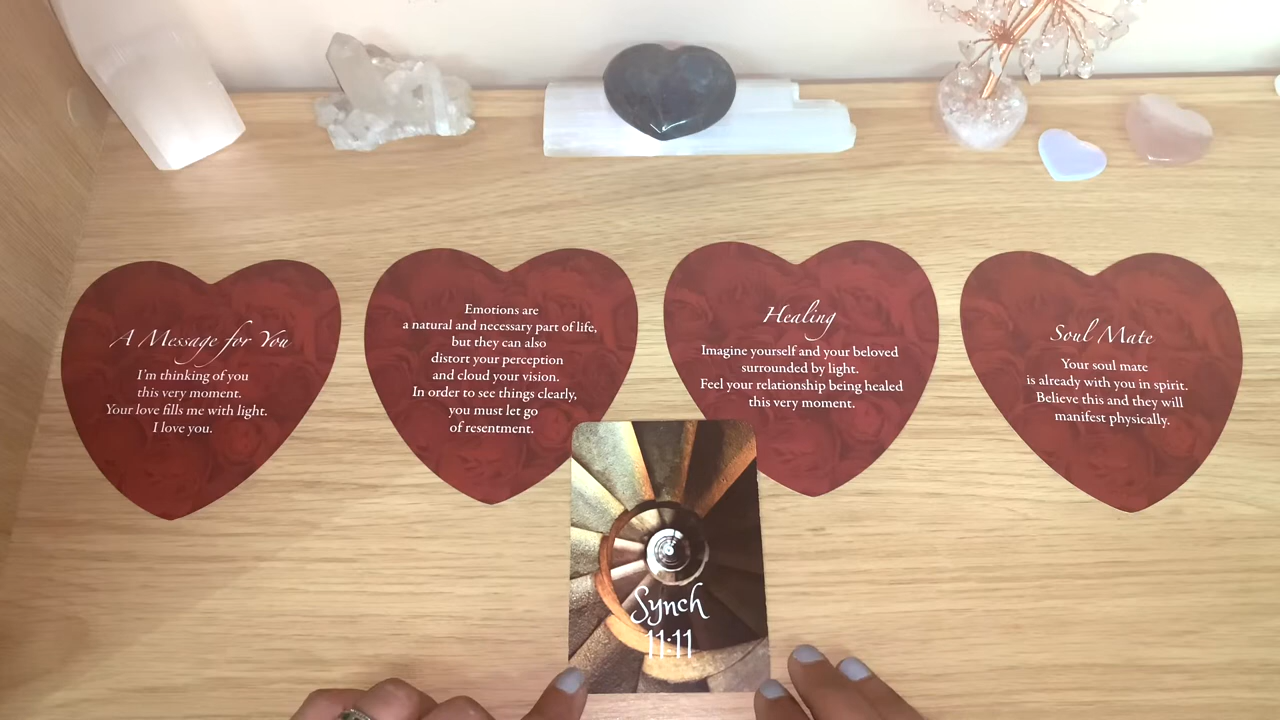 A Message for You
I'm thinking of you
this very moment.
Your love fills me with light.
I love you.
Emotions are
a natural and necessary part of life,
but they can also
distort your perception
and cloud your vision.
In order to see things clearly,
you must let go
of resentment.
Healing
Imagine yourself and your beloved
surrounded by light.
Feel your relationship being healed
this very moment.
Soul Mate
Your soul mate
is already with you in spirit.
Believe this and they will
manifest physically.
Synch
11:11